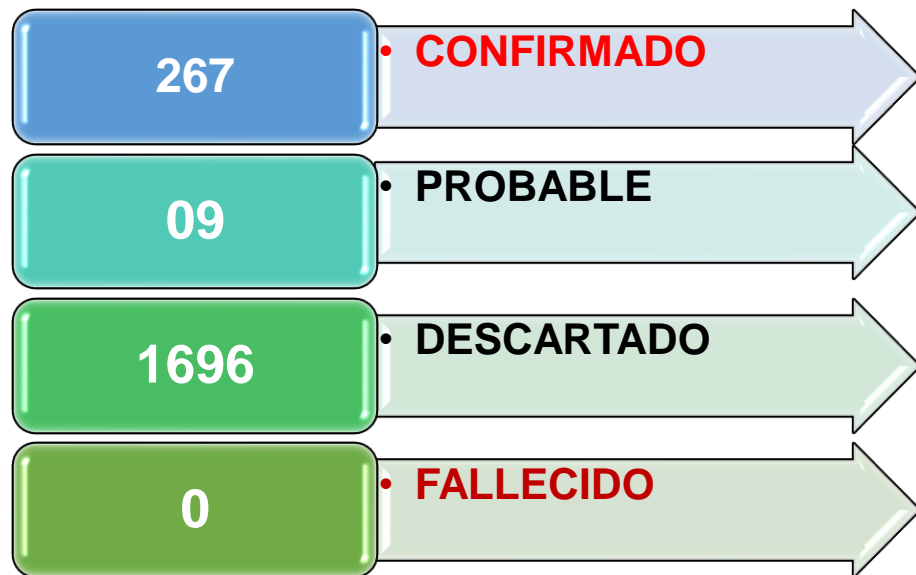 267
• CONFIRMADO
09
• PROBABLE
1696
• DESCARTADO
0
• FALLECIDO